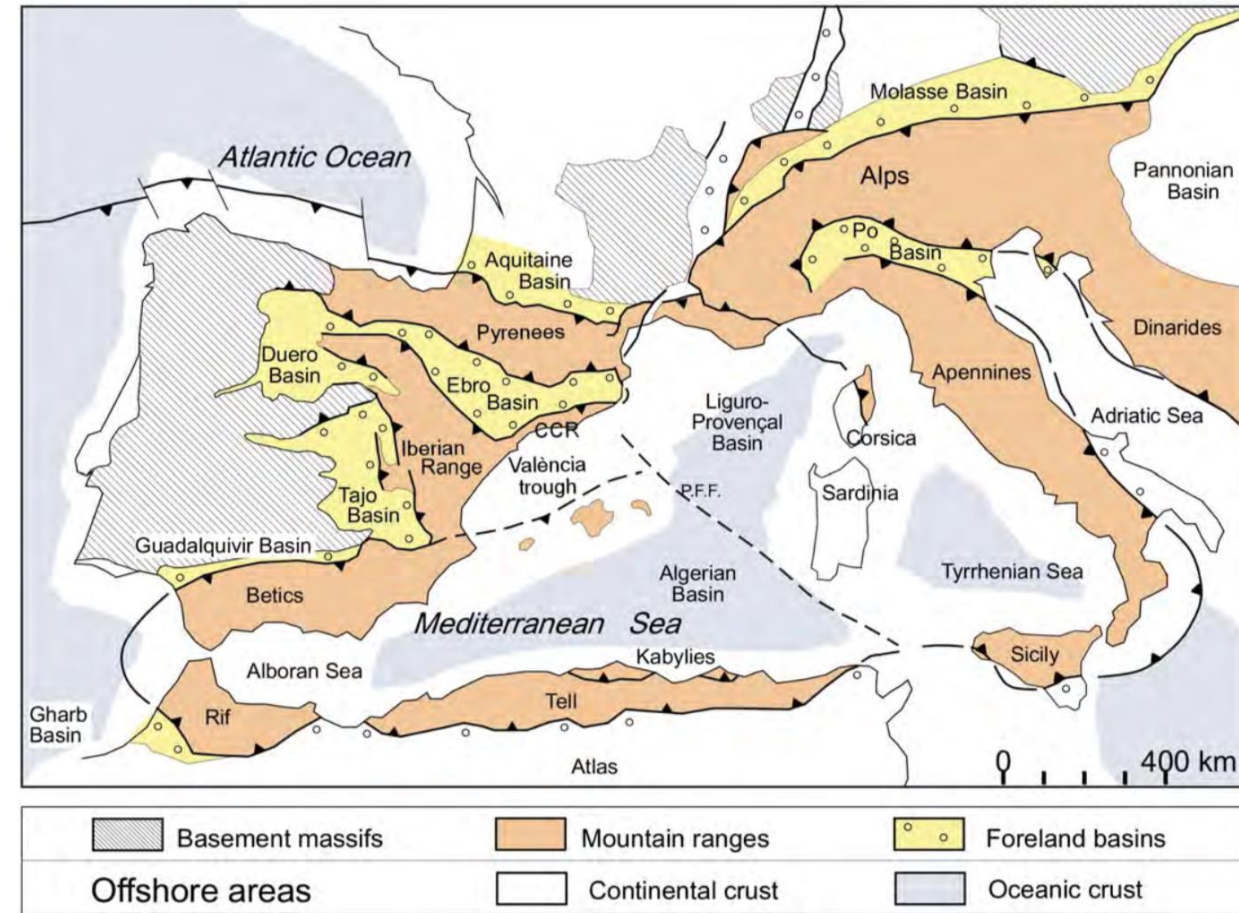 Molasse Basin
Atlantic Ocean
Alps
Pannonian
Basin
Po
Basin
Aquitaine
Basin
Pyrenees
Dinarides
Duero
Basin
Ebro
Basin
Apennines
Liguro-
Provençal
Basin
Adriatic Sea
CCR
Corsica
Iberian
Range
València
trough
P.F.F.
Sardinia
Tajo
Basin
Guadalquivir Basin
Algerian
Basin
Tyrrhenian Sea
Betics
Mediterranean Sea
Kabylies
Sicily
Alboran Sea
Tell
Gharb
Basin
Rif
Atlas
0 400 km
Basement massifs
Mountain ranges
Foreland basins
Offshore areas
Continental crust
Oceanic crust